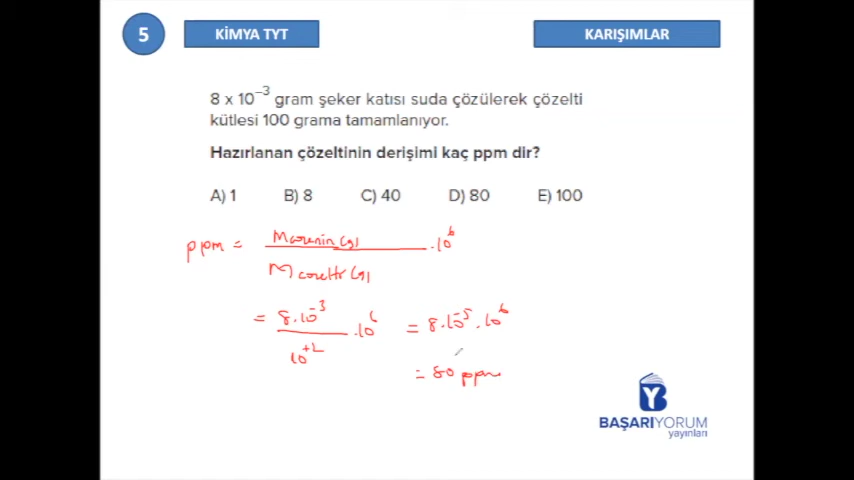 5
KİMYA TYT
KARIŞIMLAR
8 x 10⁻³ gram şeker katısı suda çözülerek çözelti
kütlesi 100 grama tamamlanıyor.
Hazırlanan çözeltinin derişimi kaç ppm dir?
A) 1 B) 8 C) 40 D) 80 E) 100
ppm = Mçözünen (g) / Mçözelti (g) . 10⁶
= 8.10⁻³ / 10⁺² . 10⁶ = 8.10⁻⁵ . 10⁶
= 80 ppm
BAŞARIYORUM
yayınları